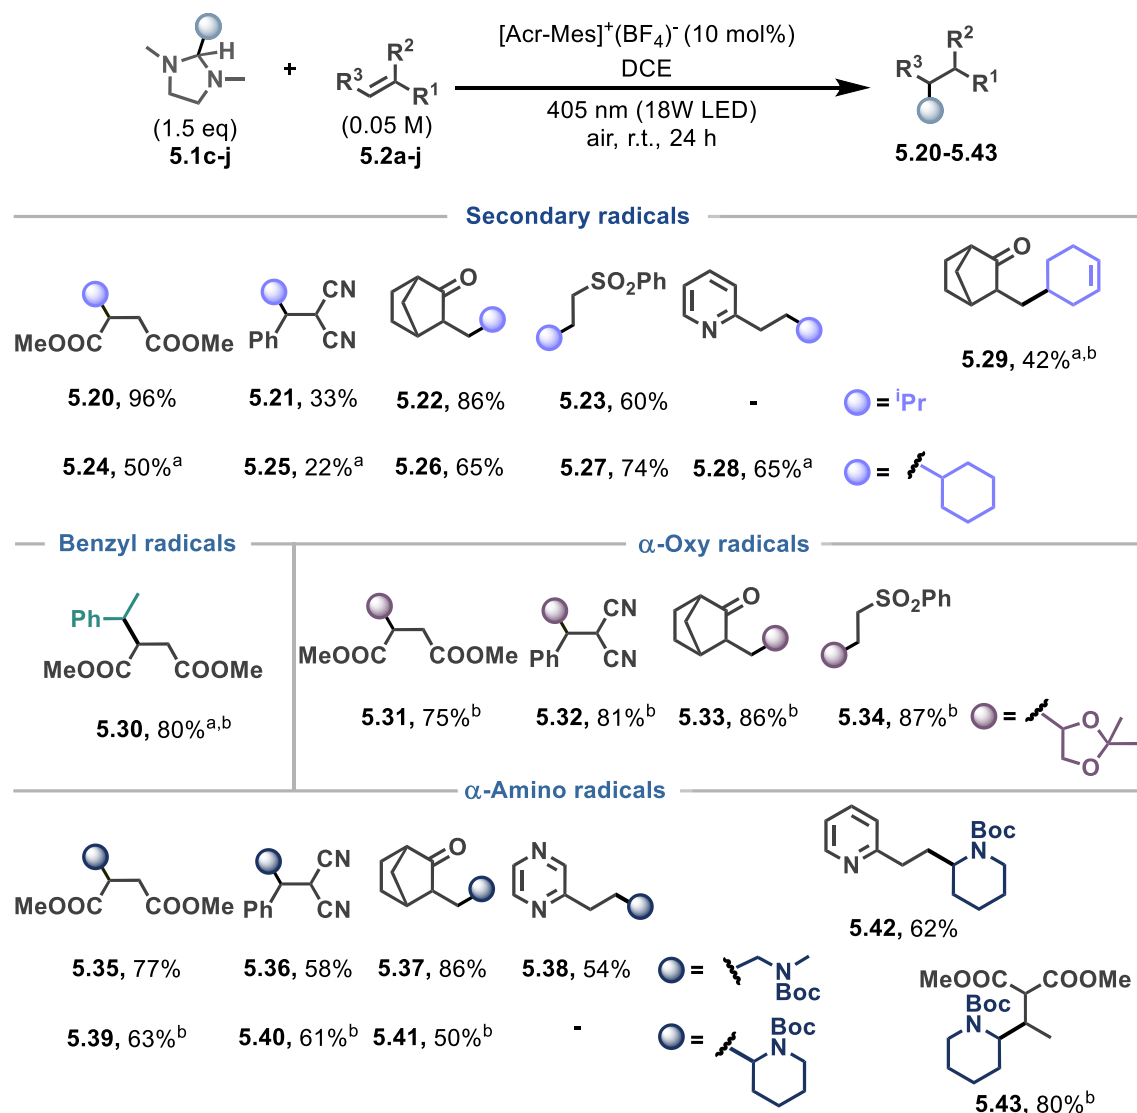 [Acr-Mes]⁺(BF₄)⁻ (10 mol%)
DCE
405 nm (18W LED)
air, r.t., 24 h
N
H
N
+
R³
R²
R¹
R³
R²
R¹
(1.5 eq)
5.1c-j
(0.05 M)
5.2a-j
5.20-5.43
Secondary radicals
MeOOC COOMe
Ph CN CN
O
SO₂Ph
N
O
5.29, 42%ᵃ,ᵇ
5.20, 96% 5.21, 33% 5.22, 86% 5.23, 60% - = ⁱPr
5.24, 50%ᵃ 5.25, 22%ᵃ 5.26, 65% 5.27, 74% 5.28, 65%ᵃ =
Benzyl radicals
Ph
MeOOC COOMe
5.30, 80%ᵃ,ᵇ
α-Oxy radicals
MeOOC COOMe
Ph CN CN
O
SO₂Ph
5.31, 75%ᵇ 5.32, 81%ᵇ 5.33, 86%ᵇ 5.34, 87%ᵇ =
O
O
α-Amino radicals
MeOOC COOMe
Ph CN CN
O
N
N
N
Boc
N
5.42, 62%
5.35, 77% 5.36, 58% 5.37, 86% 5.38, 54% =
N
Boc
5.39, 63%ᵇ 5.40, 61%ᵇ 5.41, 50%ᵇ - =
Boc
N
MeOOC COOMe
Boc
N
5.43, 80%ᵇ